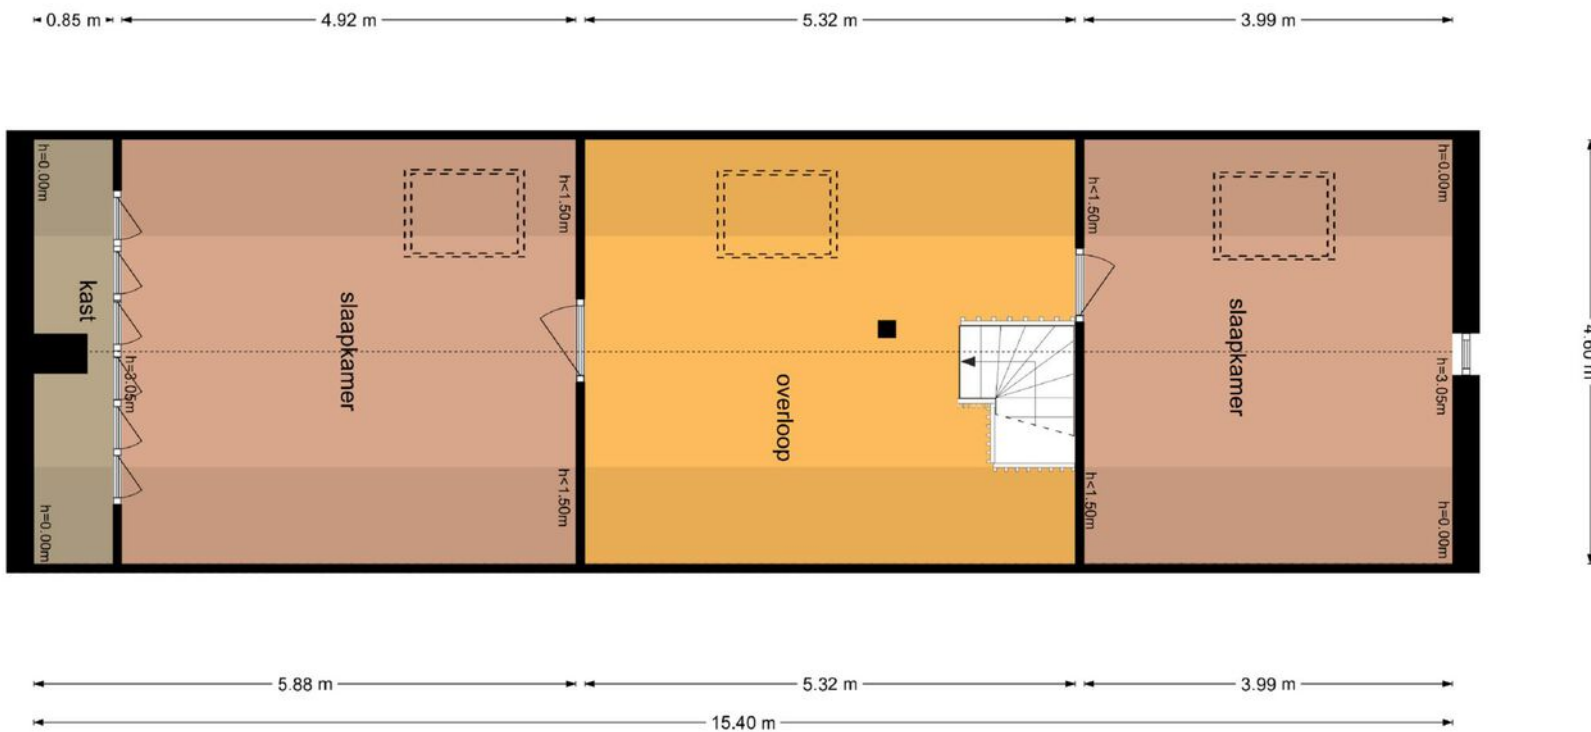 0.85 m
4.92 m
5.32 m
3.99 m
h=0.00m
h<1.50m
h<1.50m
h=0.00m
kast
slaapkamer
slaapkamer
h=3.05m
h=3.05m
overloop
h=0.00m
h<1.50m
h<1.50m
h=0.00m
5.88 m
5.32 m
3.99 m
15.40 m